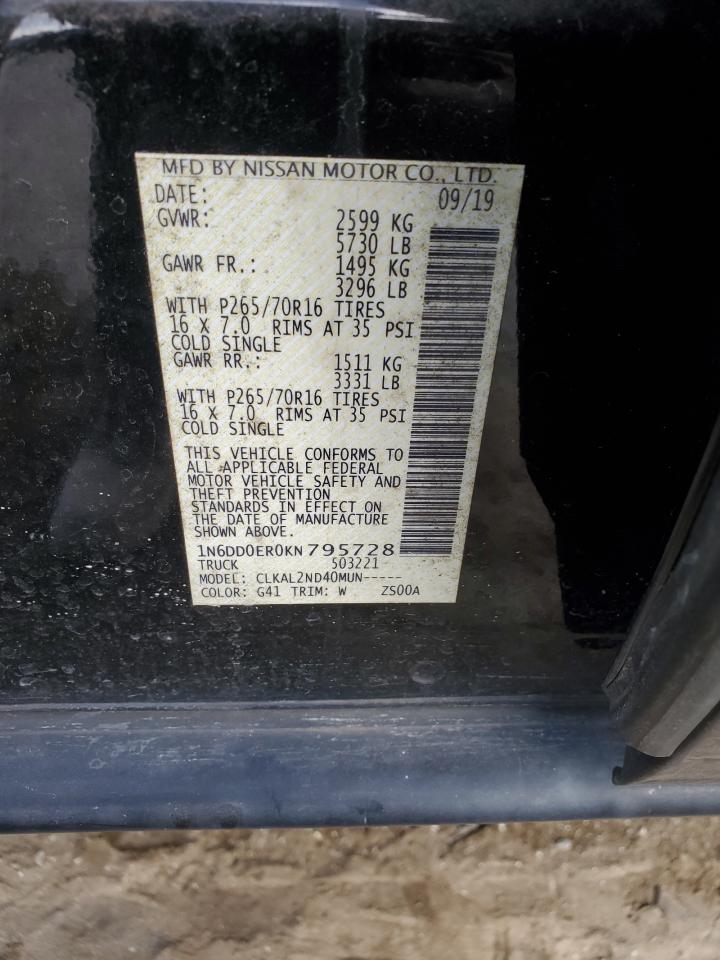 MFD BY NISSAN MOTOR CO., LTD.
DATE: 09/19
GVWR: 2599 KG
5730 LB
GAWR FR.: 1495 KG
3296 LB
WITH P265/70R16 TIRES
16 X 7.0 RIMS AT 35 PSI
COLD SINGLE
GAWR RR.: 1511 KG
3331 LB
WITH P265/70R16 TIRES
16 X 7.0 RIMS AT 35 PSI
COLD SINGLE
THIS VEHICLE CONFORMS TO
ALL APPLICABLE FEDERAL
MOTOR VEHICLE SAFETY AND
THEFT PREVENTION
STANDARDS IN EFFECT ON
THE DATE OF MANUFACTURE
SHOWN ABOVE.
1N6DD0ER0KN795728
TRUCK 503221
MODEL: CLKAL2ND40MUN-----
COLOR: G41 TRIM: W ZS00A